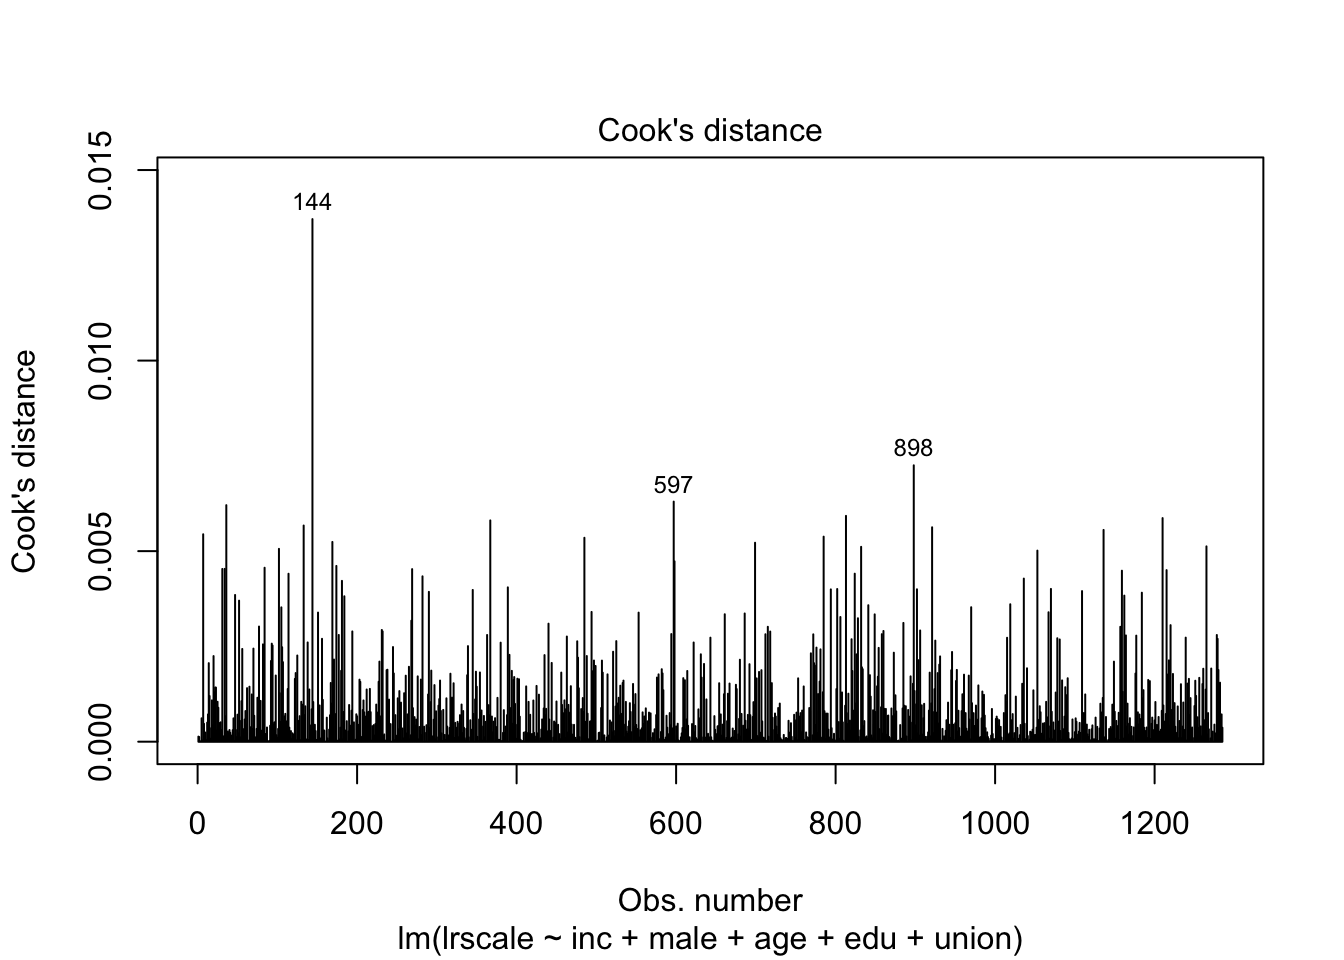 Cook's distance
0.015
144
0.010
898
597
0.005
0.000
Cook's distance
0 200 400 600 800 1000 1200
Obs. number
lm(lrscale ~ inc + male + age + edu + union)